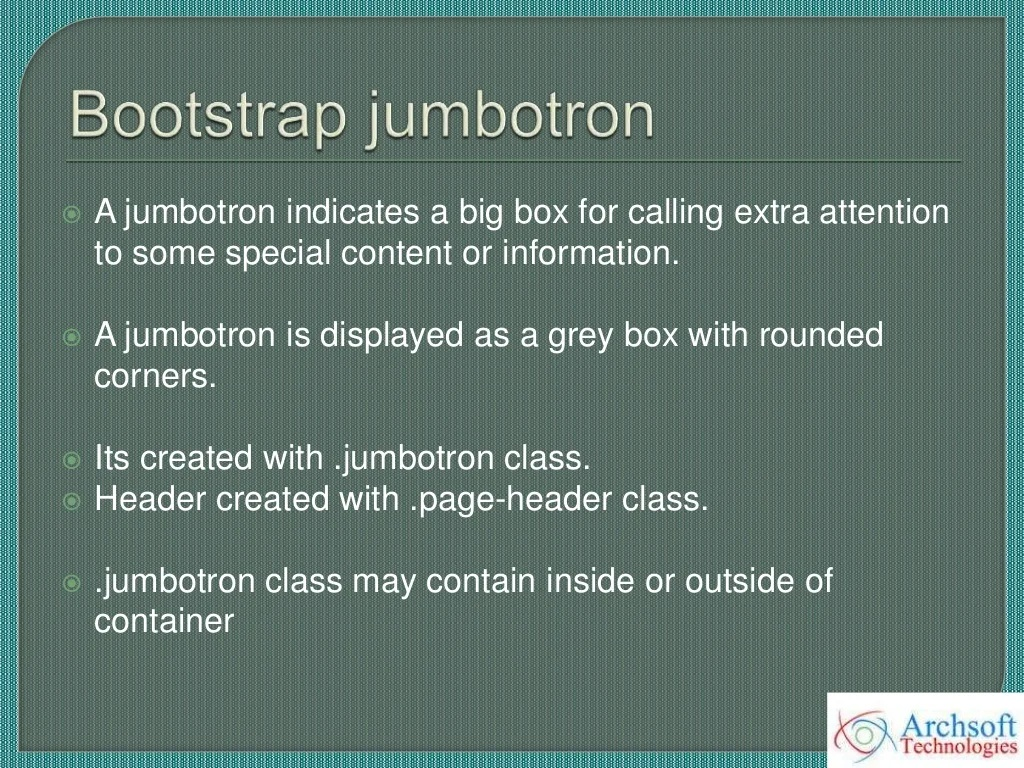 Bootstrap jumbotron
A jumbotron indicates a big box for calling extra attention
to some special content or information.
A jumbotron is displayed as a grey box with rounded
corners.
Its created with .jumbotron class.
Header created with .page-header class.
.jumbotron class may contain inside or outside of
container
Archsoft
Technologies